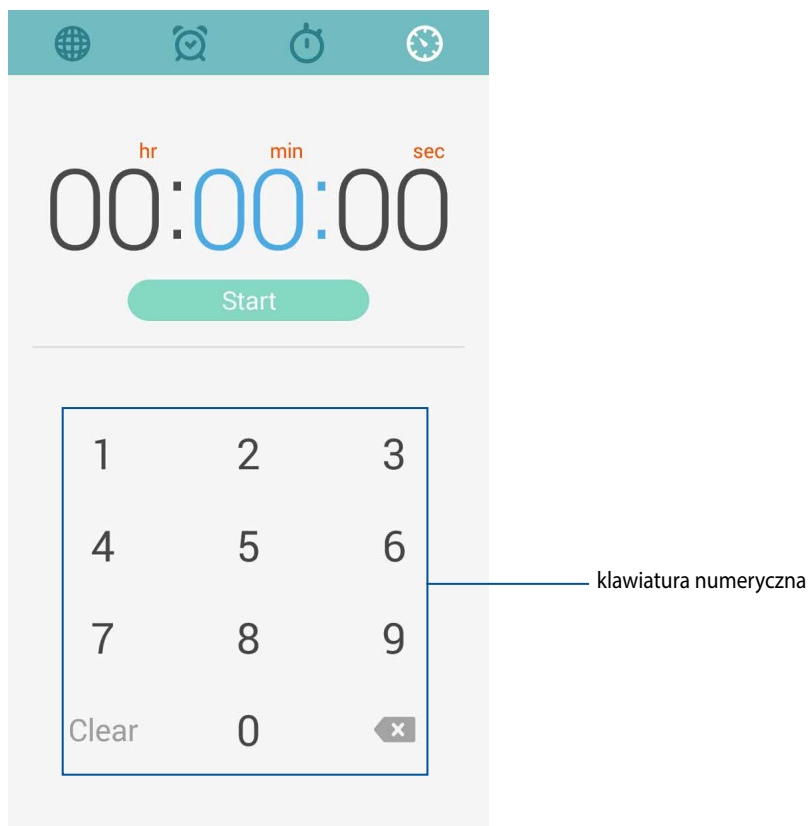 hr min sec
00:00:00
Start
1 2 3
4 5 6
klawiatura numeryczna
7 8 9
Clear 0